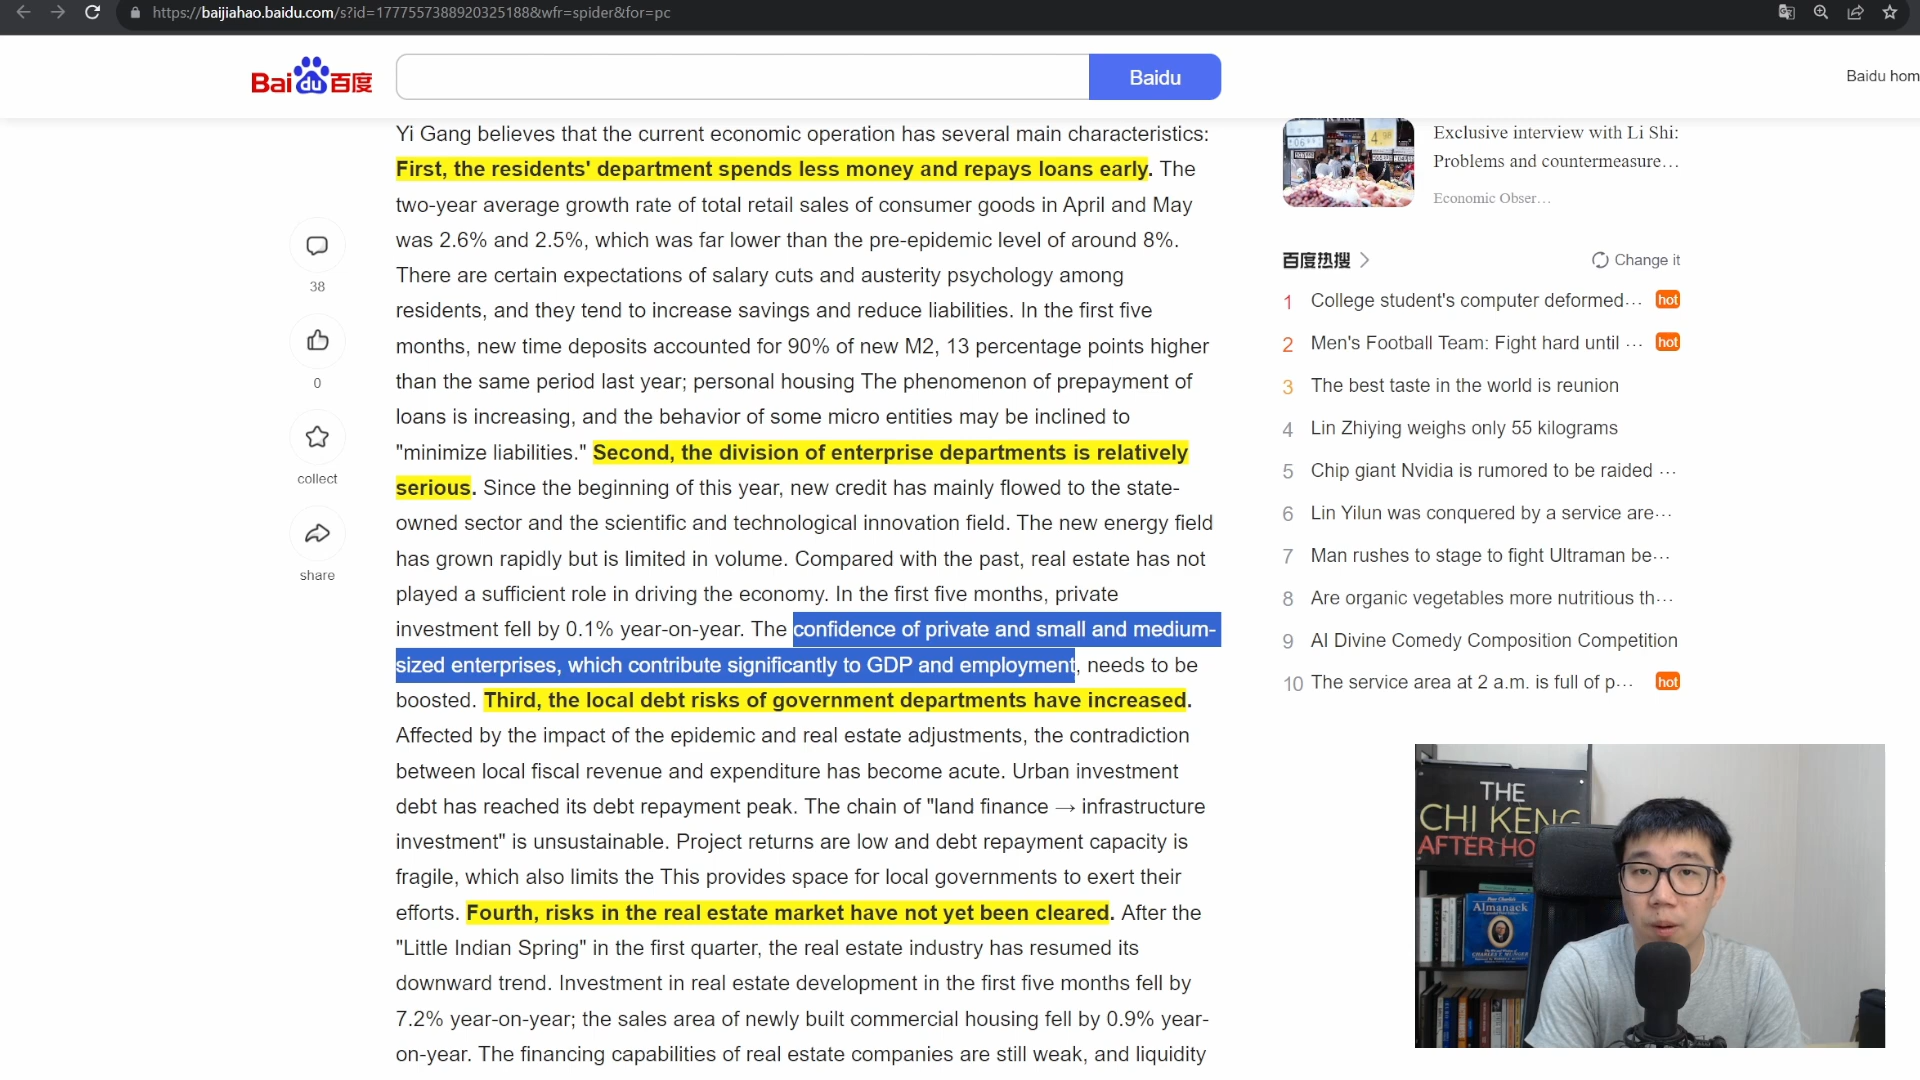 https://baijiahao.baidu.com/s?id=1777557388920325188&wfr=spider&for=pc
Bai du 百度
Baidu
Baidu hom
Yi Gang believes that the current economic operation has several main characteristics:
First, the residents' department spends less money and repays loans early. The
two-year average growth rate of total retail sales of consumer goods in April and May
was 2.6% and 2.5%, which was far lower than the pre-epidemic level of around 8%.
There are certain expectations of salary cuts and austerity psychology among
residents, and they tend to increase savings and reduce liabilities. In the first five
months, new time deposits accounted for 90% of new M2, 13 percentage points higher
than the same period last year; personal housing The phenomenon of prepayment of
loans is increasing, and the behavior of some micro entities may be inclined to
"minimize liabilities." Second, the division of enterprise departments is relatively
serious. Since the beginning of this year, new credit has mainly flowed to the state-
owned sector and the scientific and technological innovation field. The new energy field
has grown rapidly but is limited in volume. Compared with the past, real estate has not
played a sufficient role in driving the economy. In the first five months, private
investment fell by 0.1% year-on-year. The confidence of private and small and medium-
sized enterprises, which contribute significantly to GDP and employment, needs to be
boosted. Third, the local debt risks of government departments have increased.
Affected by the impact of the epidemic and real estate adjustments, the contradiction
between local fiscal revenue and expenditure has become acute. Urban investment
debt has reached its debt repayment peak. The chain of "land finance → infrastructure
investment" is unsustainable. Project returns are low and debt repayment capacity is
fragile, which also limits the This provides space for local governments to exert their
efforts. Fourth, risks in the real estate market have not yet been cleared. After the
"Little Indian Spring" in the first quarter, the real estate industry has resumed its
downward trend. Investment in real estate development in the first five months fell by
7.2% year-on-year; the sales area of newly built commercial housing fell by 0.9% year-
on-year. The financing capabilities of real estate companies are still weak, and liquidity
38
0
collect
share
Exclusive interview with Li Shi:
Problems and countermeasure…
Economic Obser…
百度热搜
Change it
1 College student's computer deformed… hot
2 Men's Football Team: Fight hard until … hot
3 The best taste in the world is reunion
4 Lin Zhiying weighs only 55 kilograms
5 Chip giant Nvidia is rumored to be raided …
6 Lin Yilun was conquered by a service are…
7 Man rushes to stage to fight Ultraman be…
8 Are organic vegetables more nutritious th…
9 AI Divine Comedy Composition Competition
10 The service area at 2 a.m. is full of p… hot
THE
CHI KENG
AFTER HO
Almanack